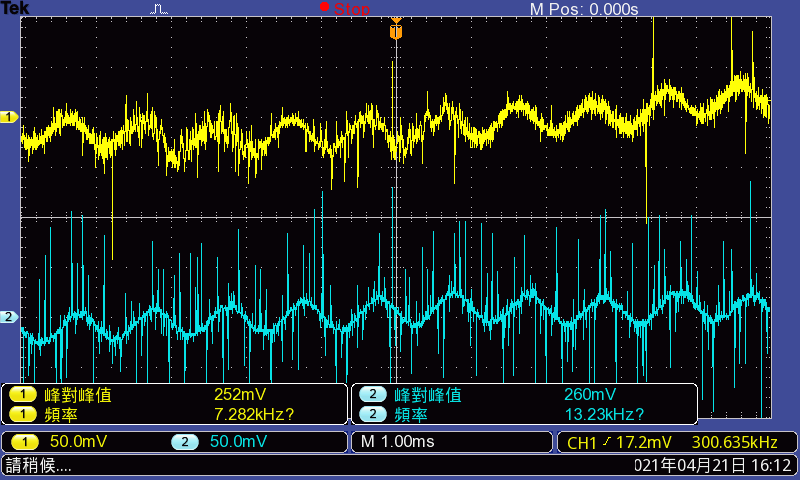 Tek Stop M Pos: 0.000s
T
1
2
1 峰對峰值 252mV 2 峰對峰值 260mV
1 頻率 7.282kHz? 2 頻率 13.23kHz?
1 50.0mV 2 50.0mV M 1.00ms CH1 / 17.2mV 300.635kHz
請稍候.... 021年04月21日 16:12